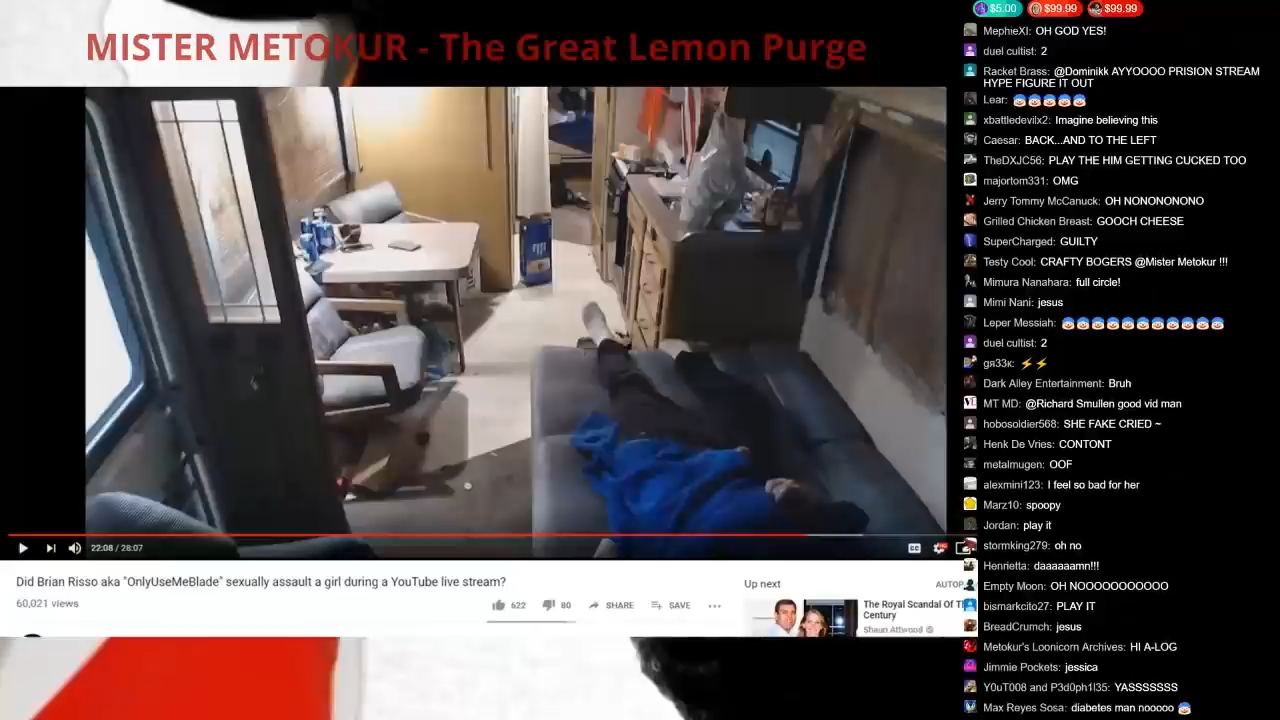 $5.00 $99.99 $99.99
MISTER METOKUR - The Great Lemon Purge
MephieXI: OH GOD YES!
duel cultist: 2
Racket Brass: @Dominikk AYYOOOO PRISION STREAM
HYPE FIGURE IT OUT
Lear: 🤡🤡🤡🤡🤡
xbattledevilx2: Imagine believing this
Caesar: BACK...AND TO THE LEFT
TheDXJC56: PLAY THE HIM GETTING CUCKED TOO
majortom331: OMG
Jerry Tommy McCanuck: OH NONONONONO
Grilled Chicken Breast: GOOCH CHEESE
SuperCharged: GUILTY
Testy Cool: CRAFTY BOGERS @Mister Metokur !!!
Mimura Nanahara: full circle!
Mimi Nani: jesus
Leper Messiah: 🤡🤡🤡🤡🤡🤡🤡🤡🤡🤡🤡
duel cultist: 2
gя33к: ⚡⚡
Dark Alley Entertainment: Bruh
MT MD: @Richard Smullen good vid man
hobosoldier568: SHE FAKE CRIED ~
Henk De Vries: CONTONT
metalmugen: OOF
alexmini123: I feel so bad for her
Marz10: spoopy
Jordan: play it
stormking279: oh no
Henrietta: daaaaaamn!!!
Empty Moon: OH NOOOOOOOOOOO
bismarkcito27: PLAY IT
BreadCrumch: jesus
Metokur's Loonicorn Archives: HI A-LOG
Jimmie Pockets: jessica
Y0uT008 and P3d0ph1l35: YASSSSSSS
Max Reyes Sosa: diabetes man nooooo 🤡
22:08 / 28:07
CC
Did Brian Risso aka "OnlyUseMeBlade" sexually assault a girl during a YouTube live stream?
60,021 views
622 80 SHARE SAVE
Up next
AUTOP
The Royal Scandal Of T
Century
Shaun Attwood